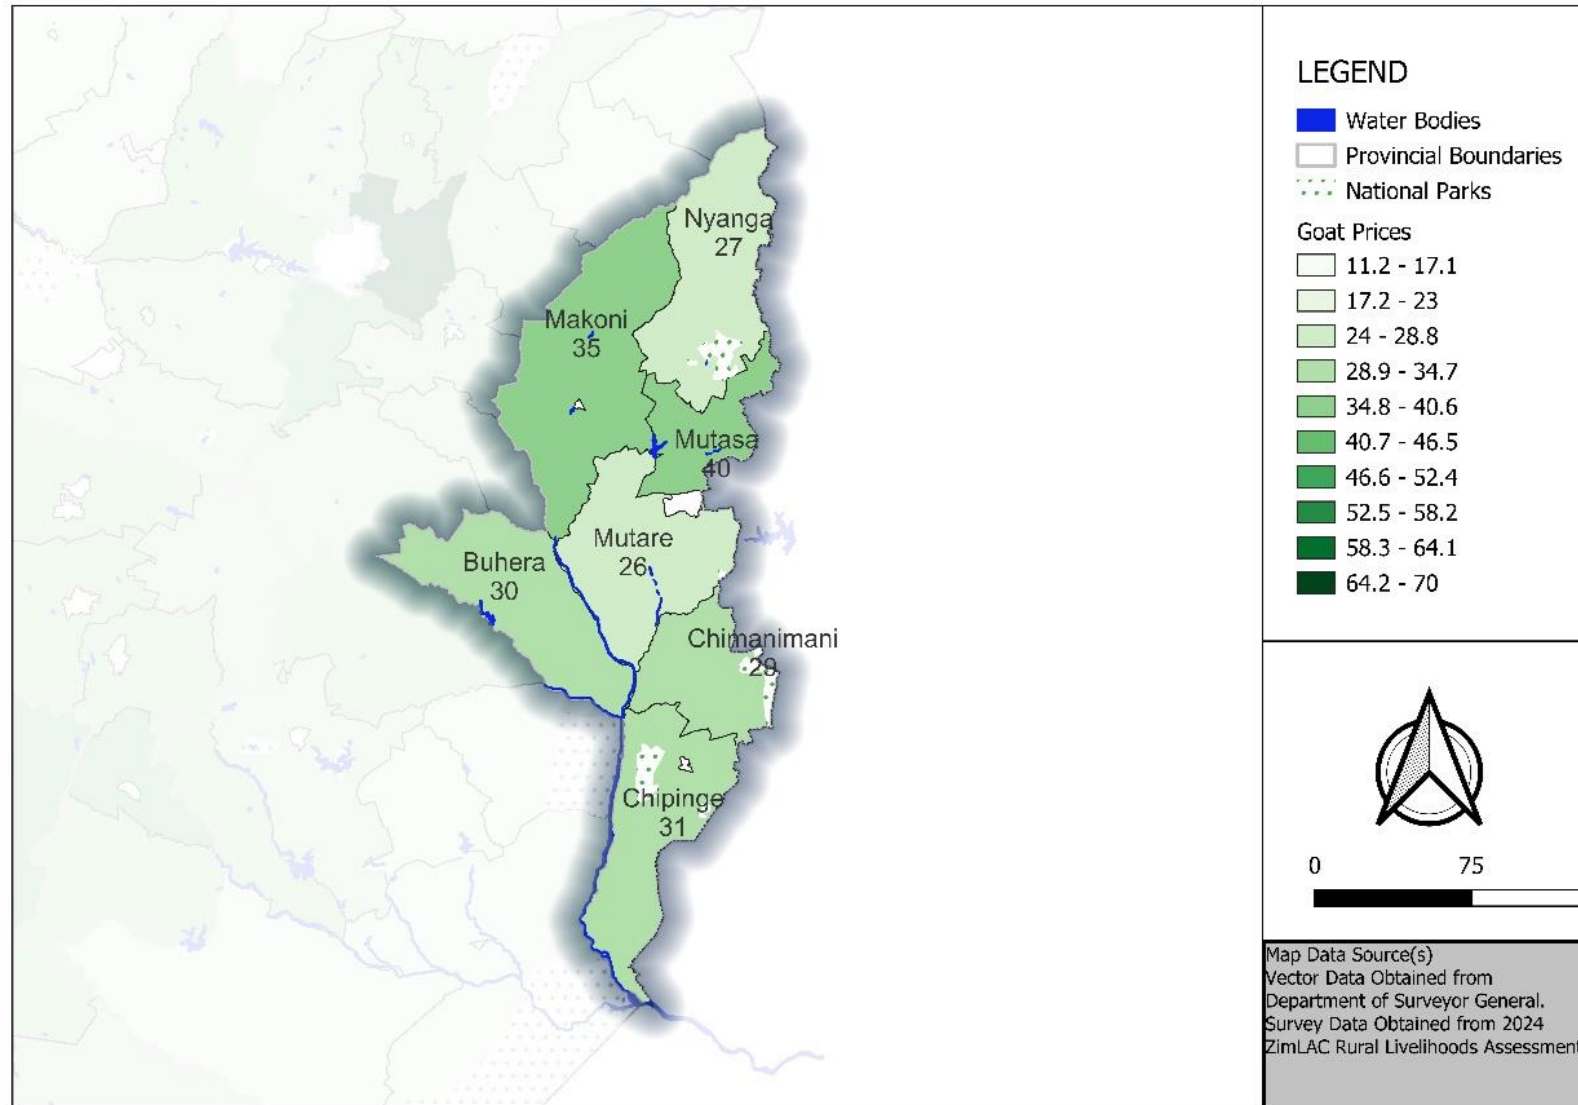 Nyanga
27
Makoni
35
Mutasa
40
Mutare
26
Buhera
30
Chimanimani
29
Chipinge
31
LEGEND
Water Bodies
Provincial Boundaries
National Parks
Goat Prices
11.2 - 17.1
17.2 - 23
24 - 28.8
28.9 - 34.7
34.8 - 40.6
40.7 - 46.5
46.6 - 52.4
52.5 - 58.2
58.3 - 64.1
64.2 - 70
0 75
Map Data Source(s)
Vector Data Obtained from
Department of Surveyor General.
Survey Data Obtained from 2024
ZimLAC Rural Livelihoods Assessment